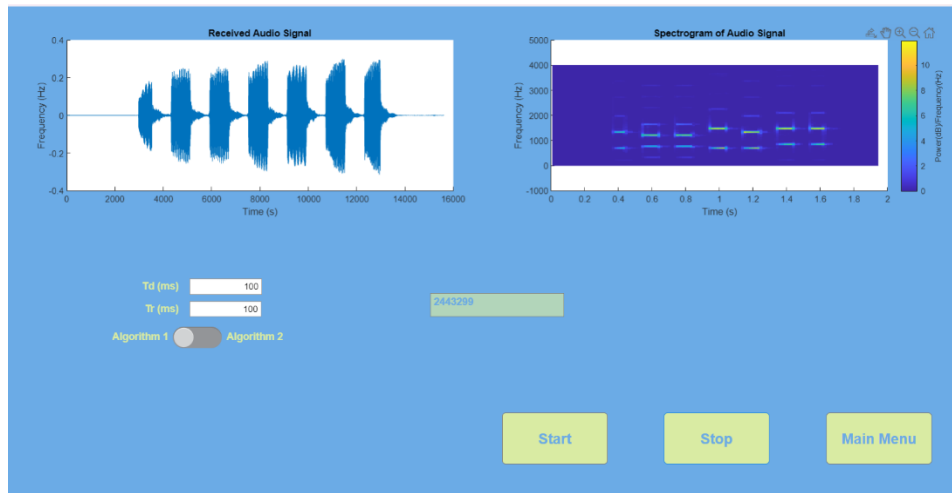 Received Audio Signal
0.4
0.2
0
-0.2
-0.4
Frequency (Hz)
0 2000 4000 6000 8000 10000 12000 14000 16000
Time (s)
Spectrogram of Audio Signal
5000
4000
3000
2000
1000
0
-1000
Frequency (Hz)
0 0.2 0.4 0.6 0.8 1 1.2 1.4 1.6 1.8 2
Time (s)
10
8
6
4
2
0
Power(dB)/Frequency(Hz)
Td (ms) 100
Tr (ms) 100
Algorithm 1 Algorithm 2
2443299
Start Stop Main Menu